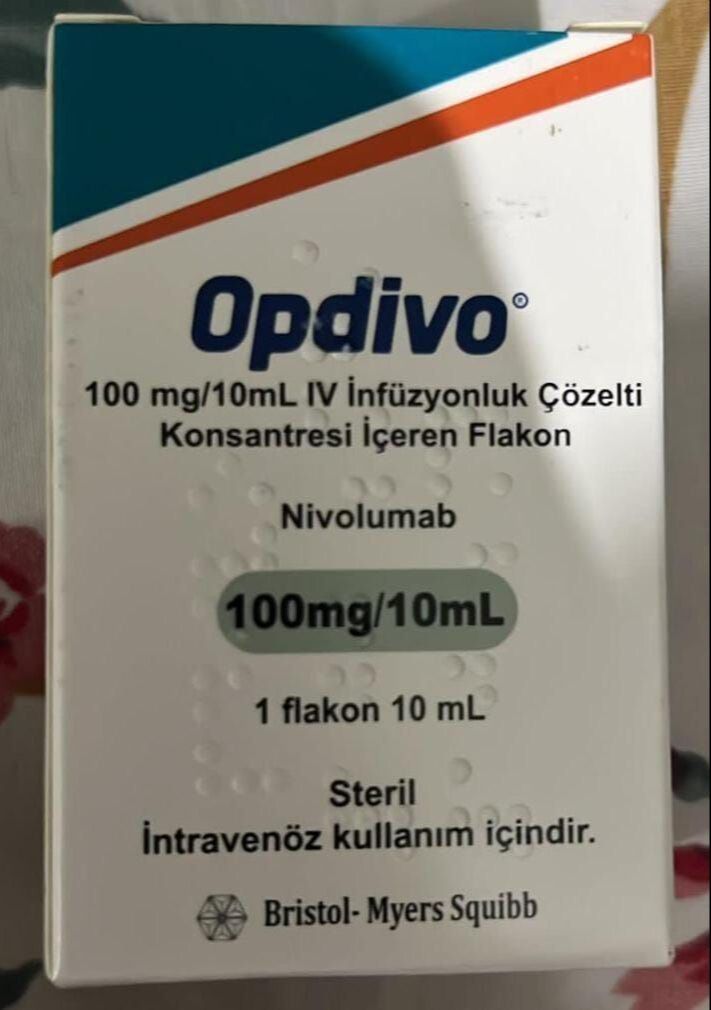 Opdivo®
100 mg/10mL IV İnfüzyonluk Çözelti
Konsantresi İçeren Flakon
Nivolumab
100mg/10mL
1 flakon 10 mL
Steril
İntravenöz kullanım içindir.
Bristol-Myers Squibb